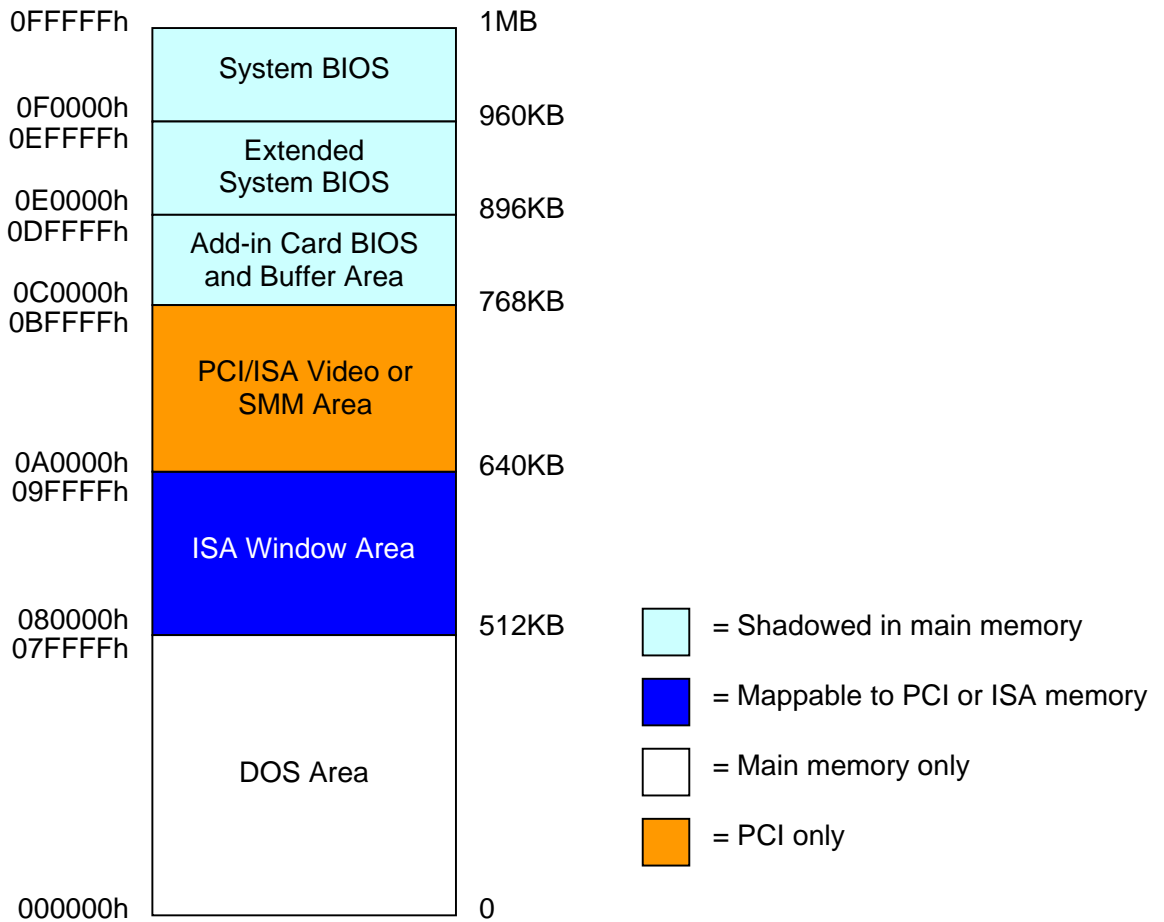 0FFFFFh
1MB
System BIOS
0F0000h
960KB
0EFFFFh
Extended
System BIOS
0E0000h
896KB
0DFFFFh
Add-in Card BIOS
and Buffer Area
0C0000h
768KB
0BFFFFh
PCI/ISA Video or
SMM Area
0A0000h
640KB
09FFFFh
ISA Window Area
080000h
512KB
07FFFFh
DOS Area
000000h
0
= Shadowed in main memory
= Mappable to PCI or ISA memory
= Main memory only
= PCI only